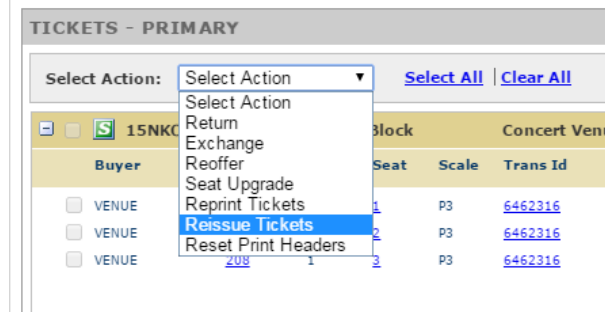 TICKETS - PRIMARY
Select Action: Select Action ▼ Select All | Clear All
Select Action
Return
Exchange
Reoffer
Seat Upgrade
Reprint Tickets
Reissue Tickets
Reset Print Headers
S Block Concert
Buyer Seat Scale Trans Id
VENUE 1 P3 6462316
VENUE 2 P3 6462316
VENUE 208 1 3 P3 6462316